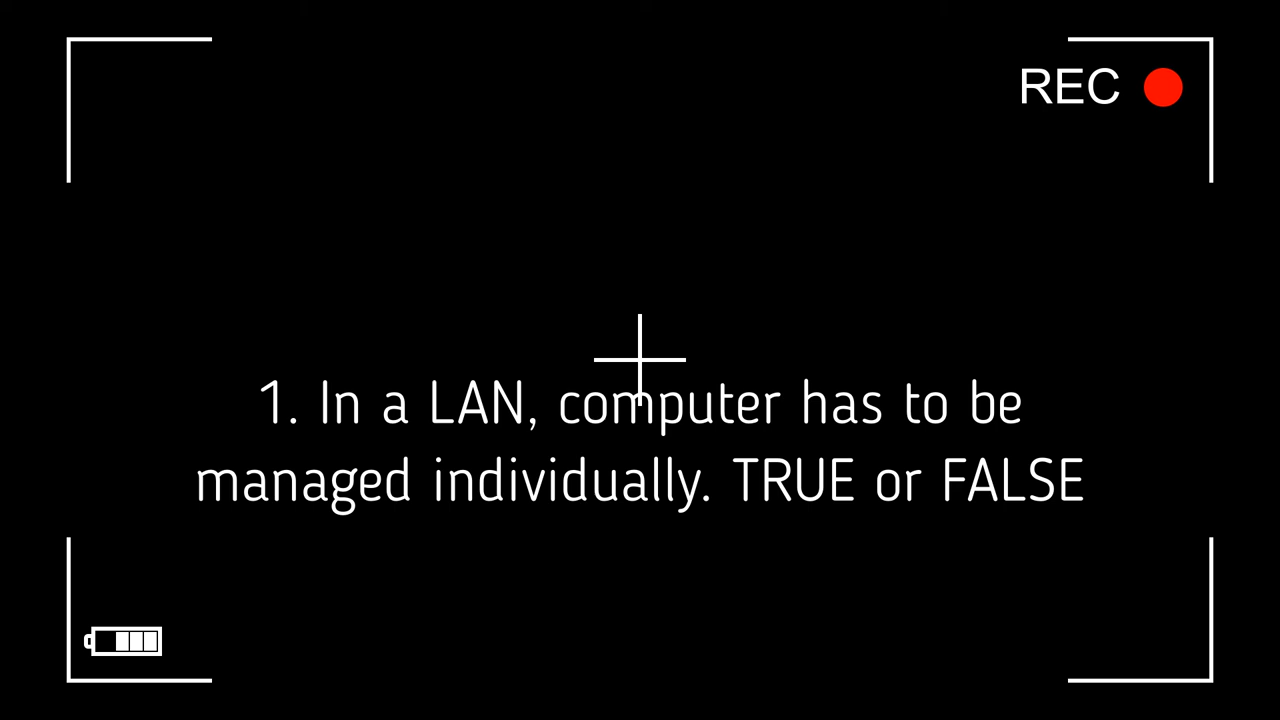 REC
1. In a LAN, computer has to be
managed individually. TRUE or FALSE